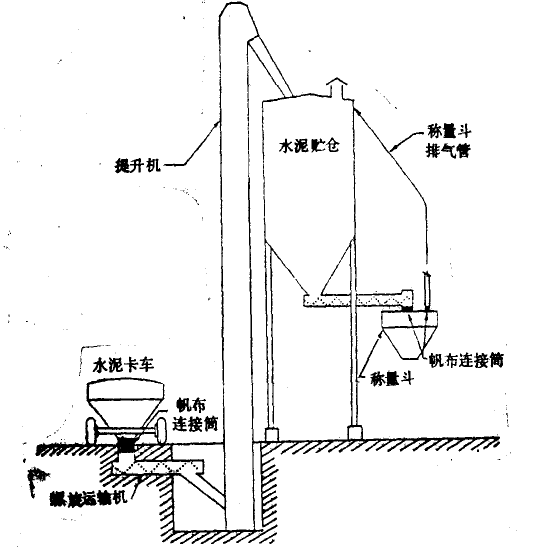 提升机
水泥贮仓
称量斗
排气管
帆布连接筒
称量斗
水泥卡车
帆布
连接筒
螺旋运输机